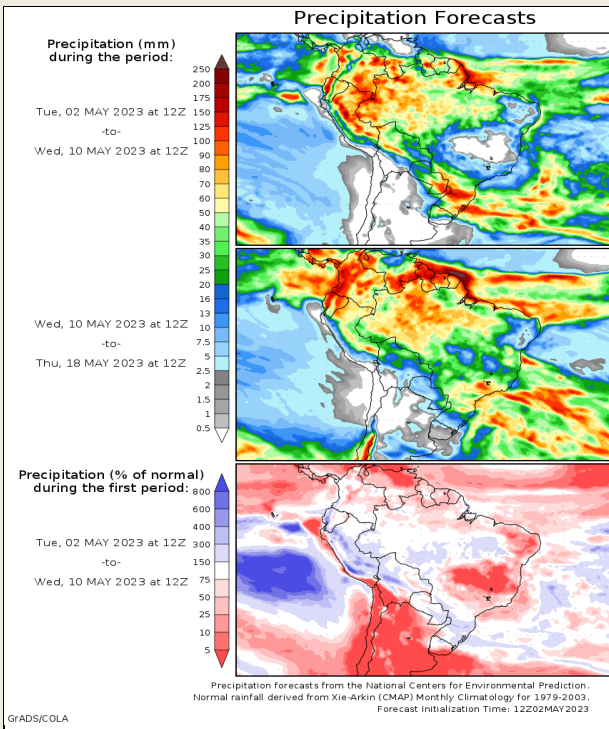 Precipitation Forecasts
Precipitation (mm)
during the period:
Tue, 02 MAY 2023 at 12Z
-to-
Wed, 10 MAY 2023 at 12Z
250
200
175
150
125
100
90
80
70
60
50
40
35
30
25
20
16
13
10
7.5
5
2.5
2
1.5
1
0.5
Wed, 10 MAY 2023 at 12Z
-to-
Thu, 18 MAY 2023 at 12Z
Precipitation (% of normal)
during the first period:
Tue, 02 MAY 2023 at 12Z
-to-
Wed, 10 MAY 2023 at 12Z
800
600
400
300
150
75
50
25
10
5
Precipitation forecasts from the National Centers for Environmental Prediction.
Normal rainfall derived from Xie-Arkin (CMAP) Monthly Climatology for 1979-2003.
Forecast Initialization Time: 12Z02MAY2023
GrADS/COLA